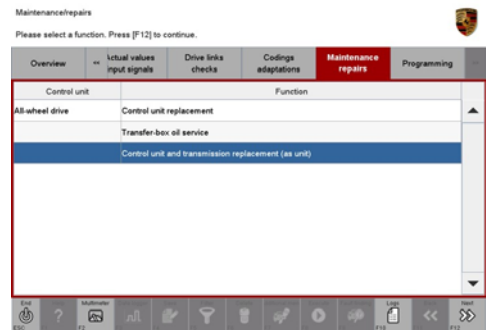 Maintenance/repairs
Please select a function. Press [F12] to continue.
Overview
Actual values
input signals
Drive links
checks
Codings
adaptations
Maintenance
repairs
Programming
Control unit
Function
All-wheel drive
Control unit replacement
Transfer-box oil service
Control unit and transmission replacement (as unit)
End
Multimeter
Logs
Next
ESC
F2
F10
F12